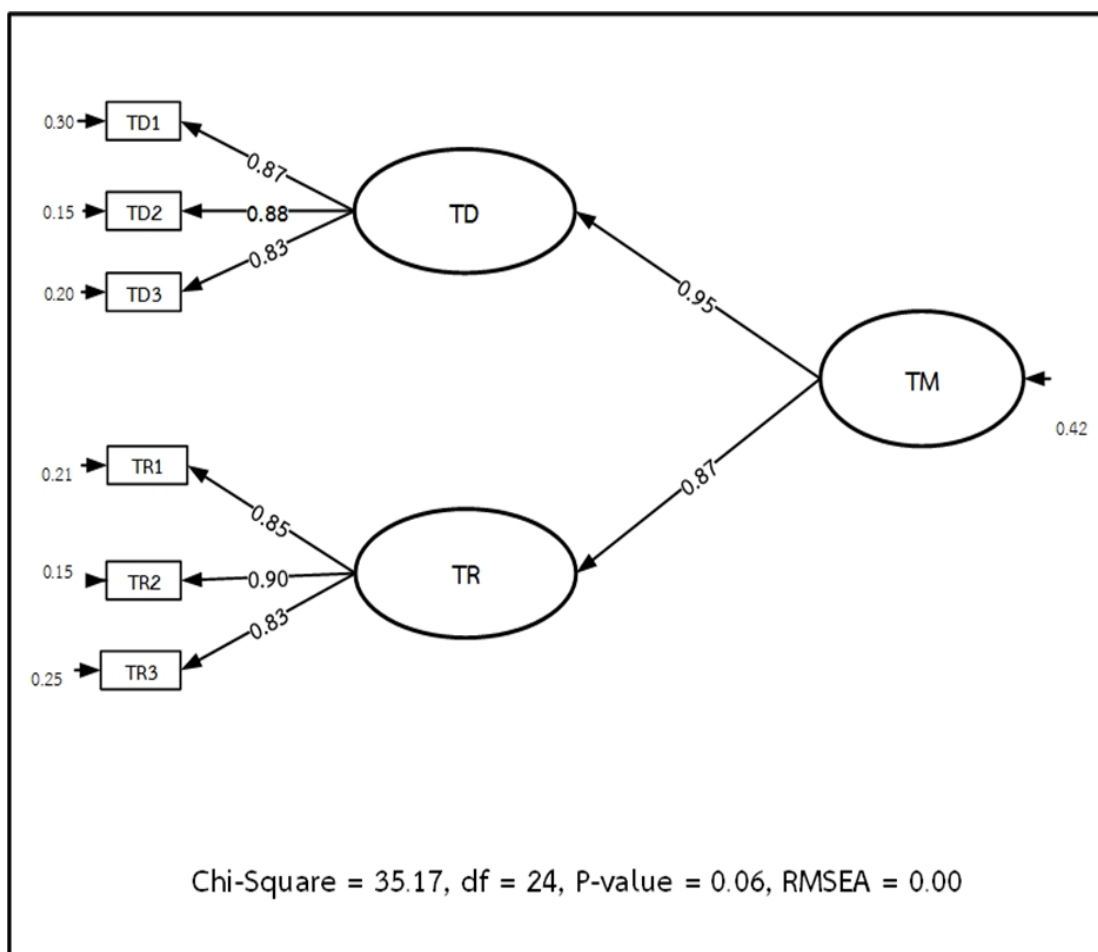 0.30
TD1
0.87
0.15
TD2
0.88
TD
0.20
TD3
0.83
0.95
TM
0.42
0.87
0.21
TR1
0.85
0.15
TR2
0.90
TR
0.25
TR3
0.83
Chi-Square = 35.17, df = 24, P-value = 0.06, RMSEA = 0.00